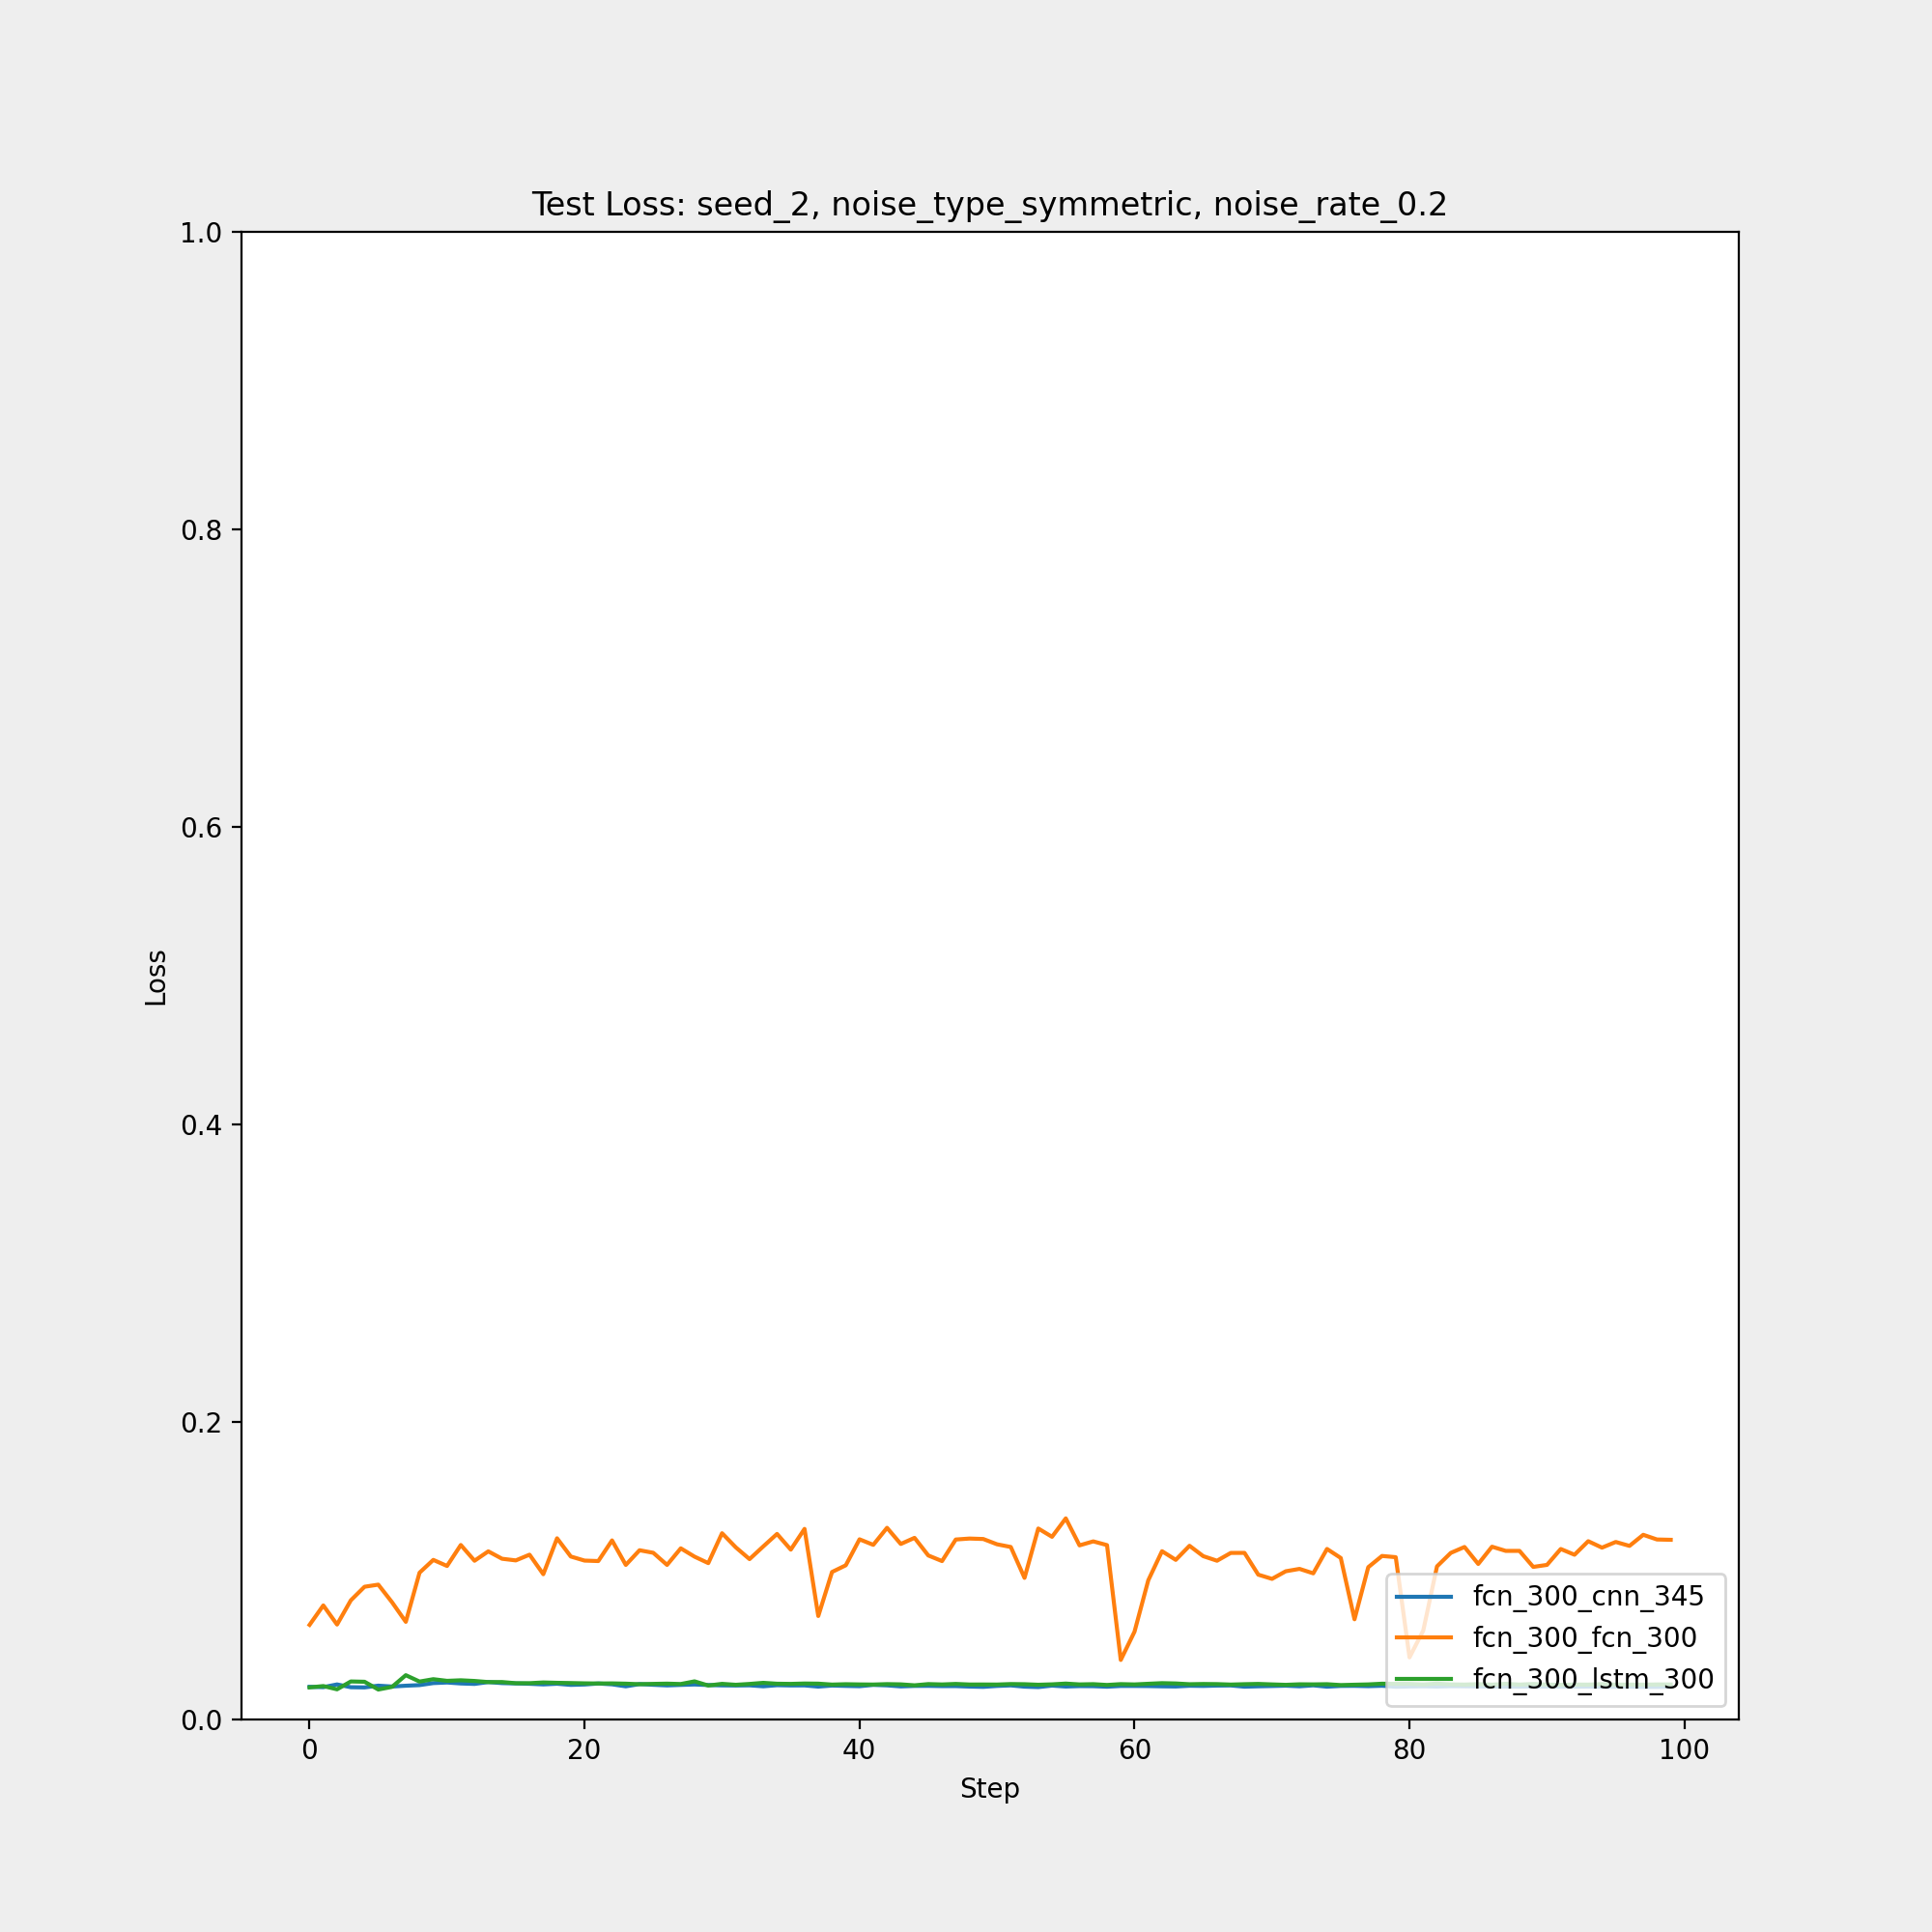 Test Loss: seed_2, noise_type_symmetric, noise_rate_0.2
1.0
0.8
0.6
0.4
0.2
0.0
Loss
0 20 40 60 80 100
Step
fcn_300_cnn_345
fcn_300_fcn_300
fcn_300_lstm_300